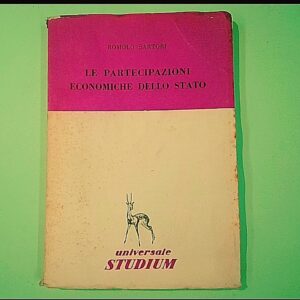 ROMOLO SARTORI
LE PARTECIPAZIONI
ECONOMICHE DELLO STATO
universale
STUDIUM